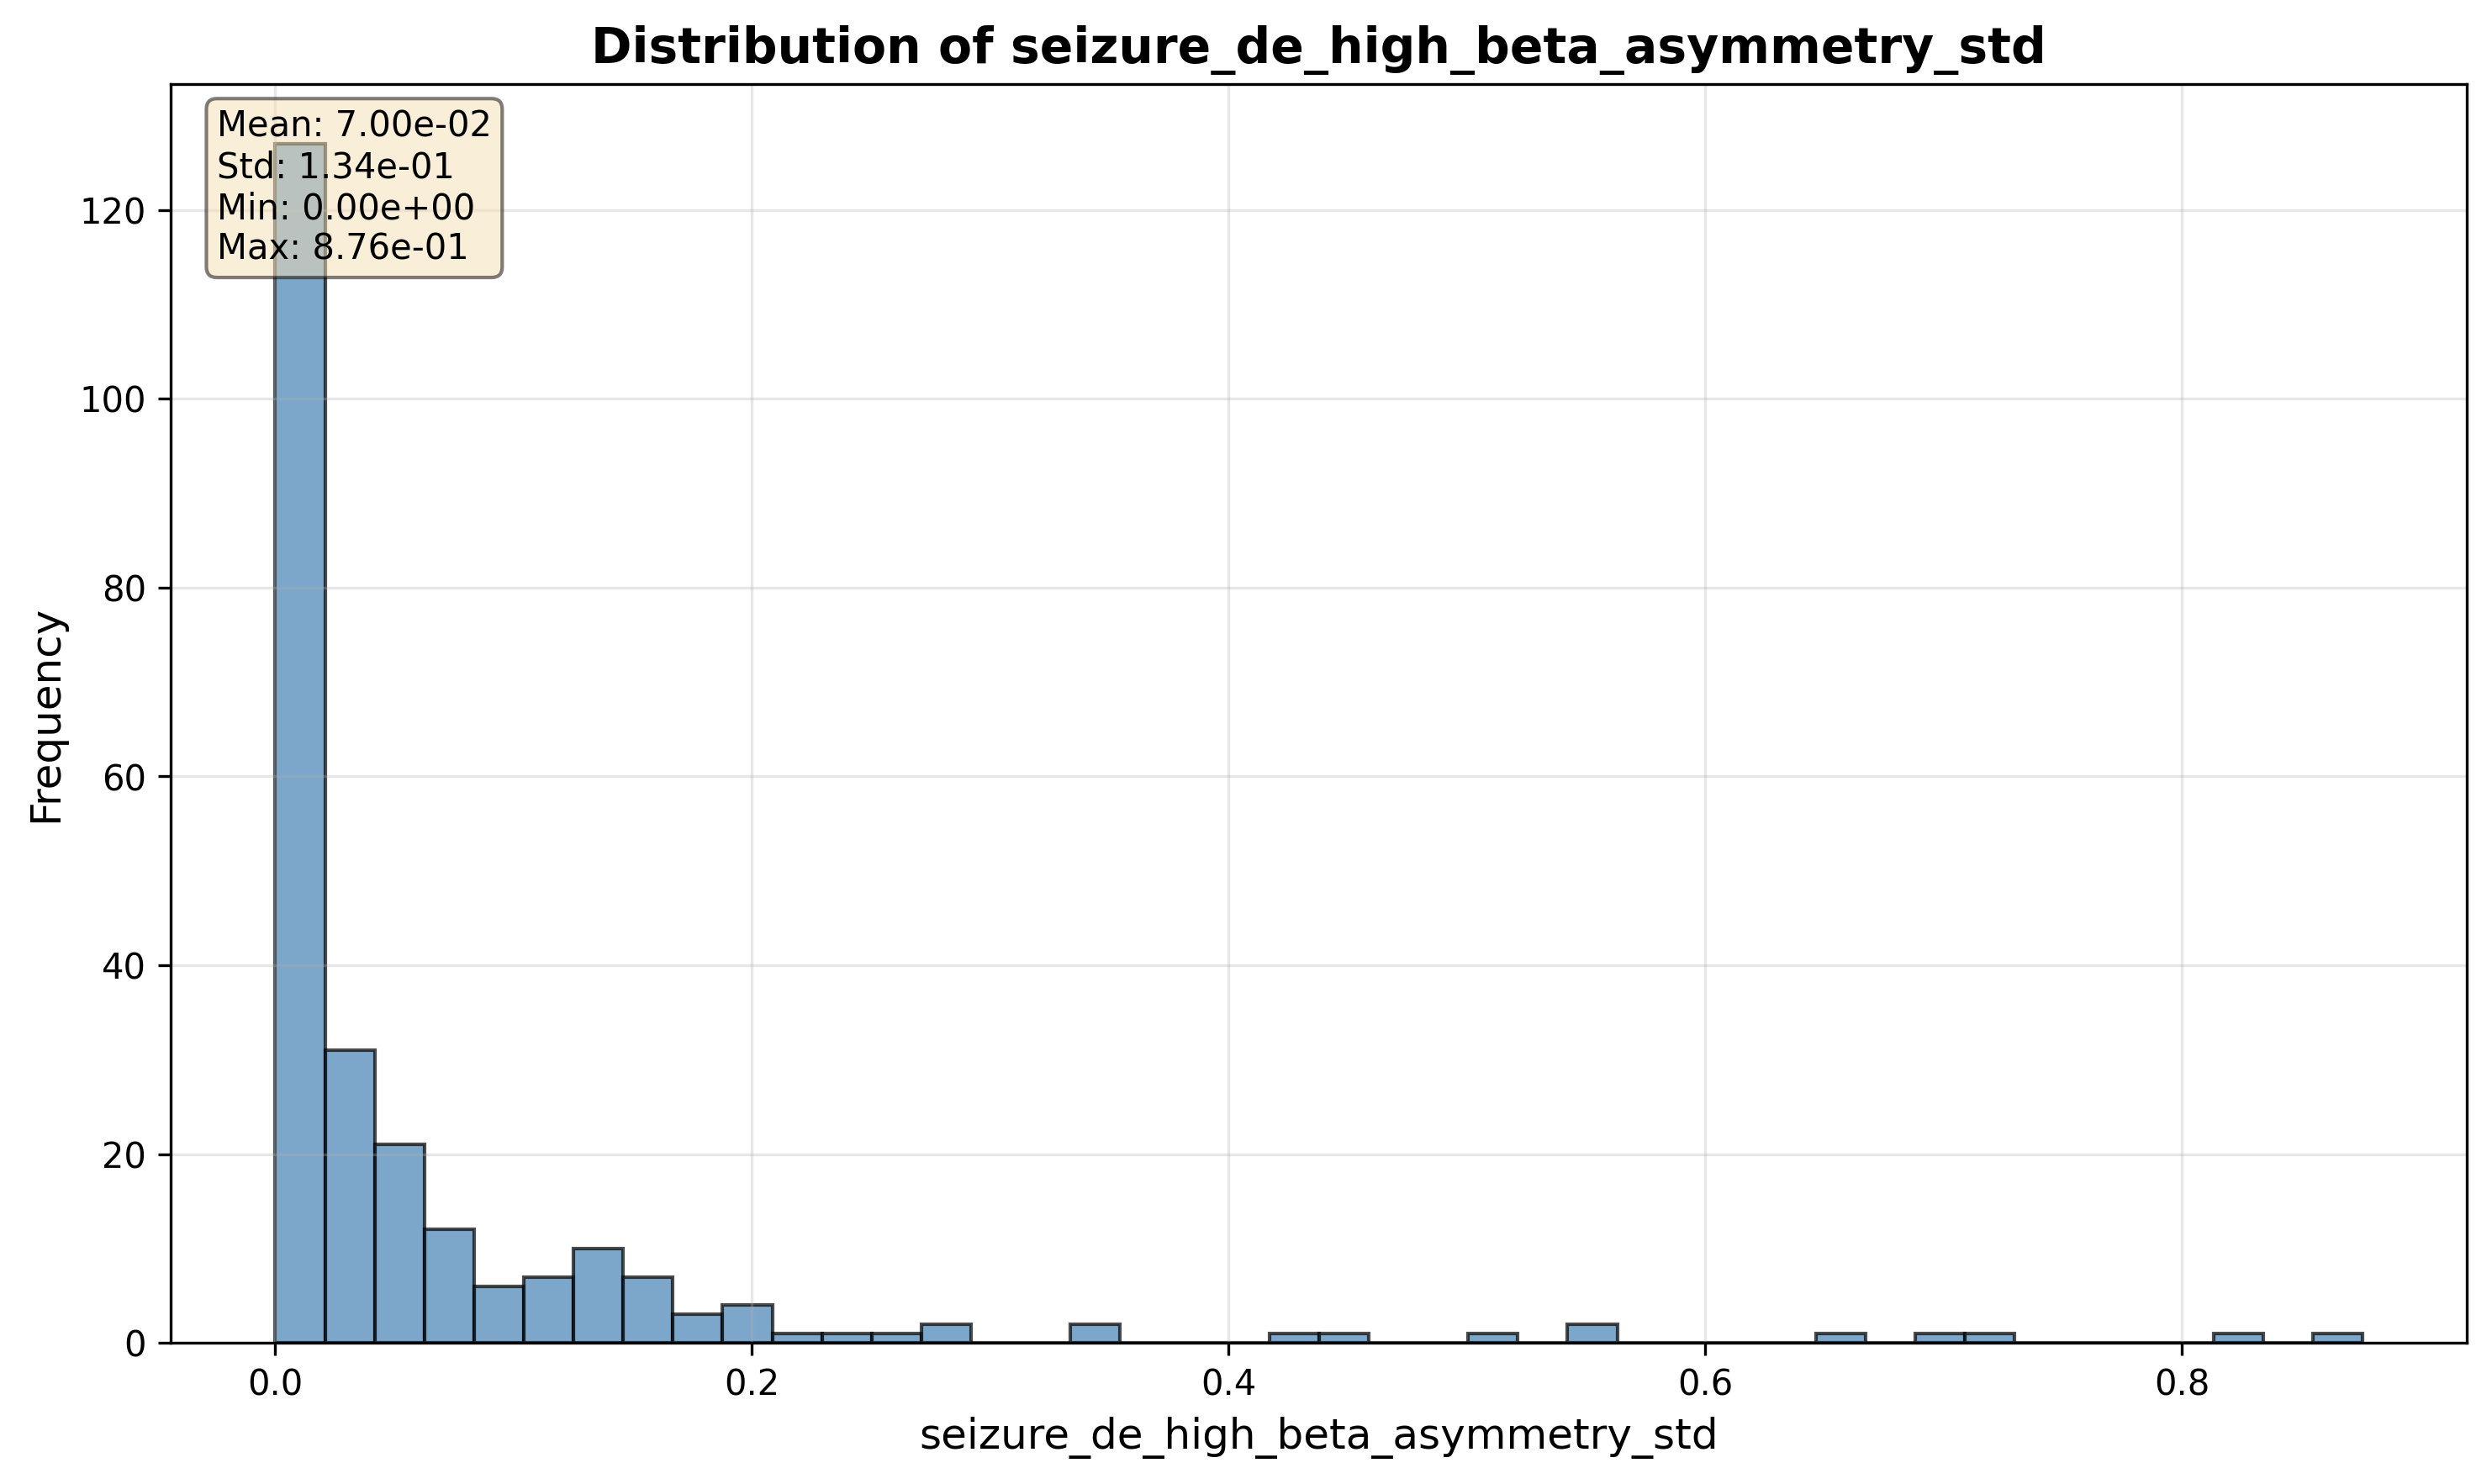 Distribution of seizure_de_high_beta_asymmetry_std
Mean: 7.00e-02
Std: 1.34e-01
Min: 0.00e+00
Max: 8.76e-01
120
100
80
60
40
20
0
Frequency
0.0 0.2 0.4 0.6 0.8
seizure_de_high_beta_asymmetry_std